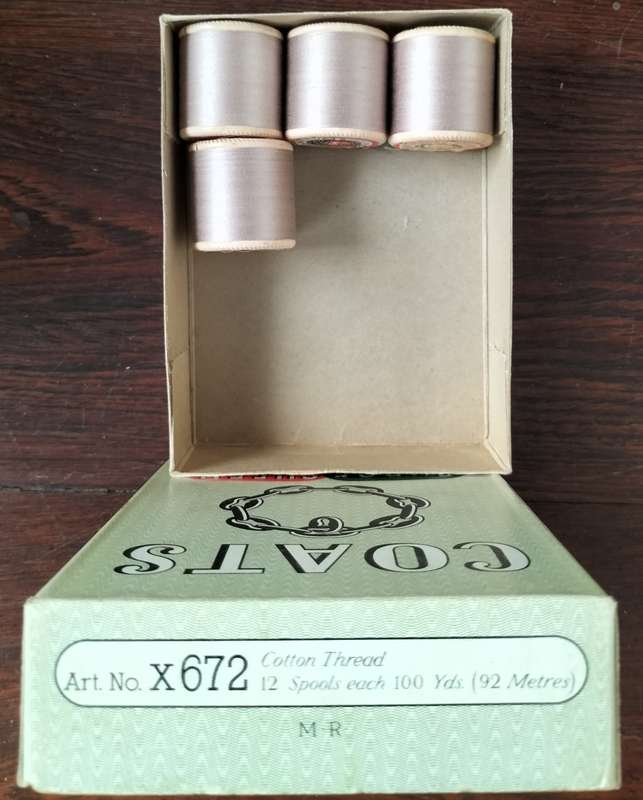 COATS
Art. No. X672 Cotton Thread
12 Spools each 100 Yds. (92 Metres)
M R